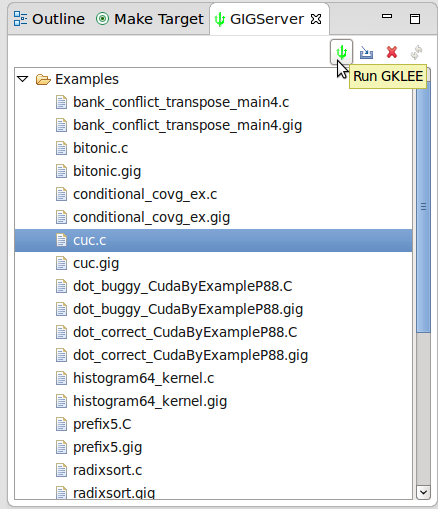 Outline Make Target GIGServer
Run GKLEE
Examples
bank_conflict_transpose_main4.c
bank_conflict_transpose_main4.gig
bitonic.c
bitonic.gig
conditional_covg_ex.c
conditional_covg_ex.gig
cuc.c
cuc.gig
dot_buggy_CudaByExampleP88.C
dot_buggy_CudaByExampleP88.gig
dot_correct_CudaByExampleP88.C
dot_correct_CudaByExampleP88.gig
histogram64_kernel.c
histogram64_kernel.gig
prefix5.C
prefix5.gig
radixsort.c
radixsort.gig